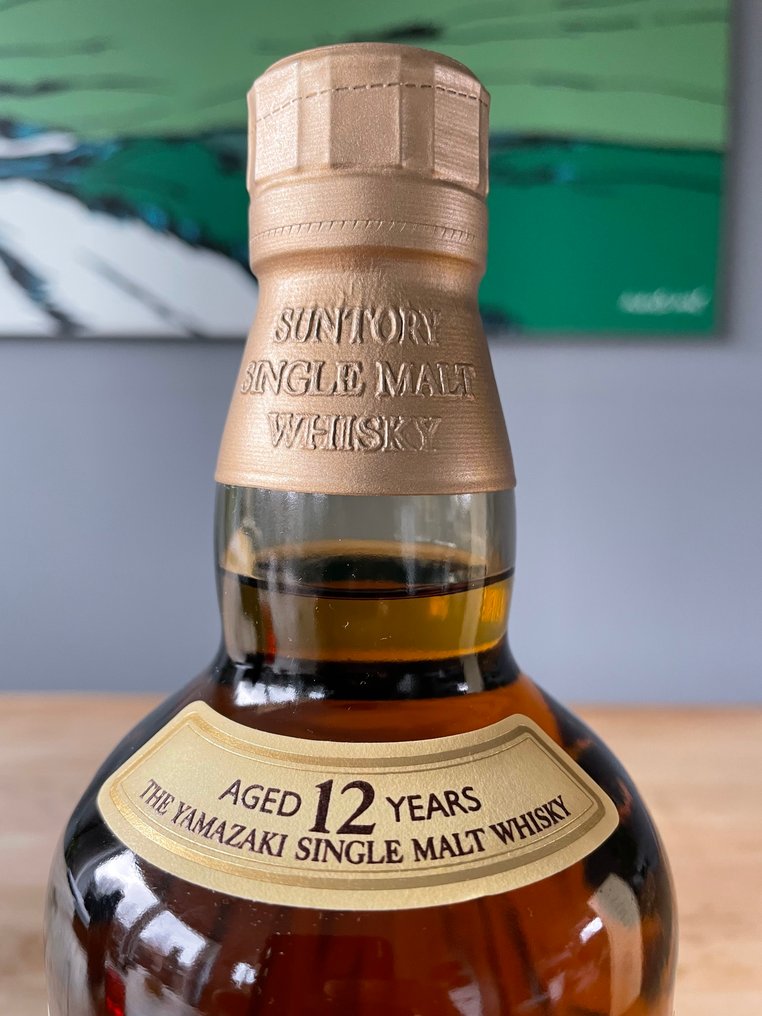 SUNTORY
SINGLE MALT
WHISKY
AGED 12 YEARS
THE YAMAZAKI SINGLE MALT WHISKY